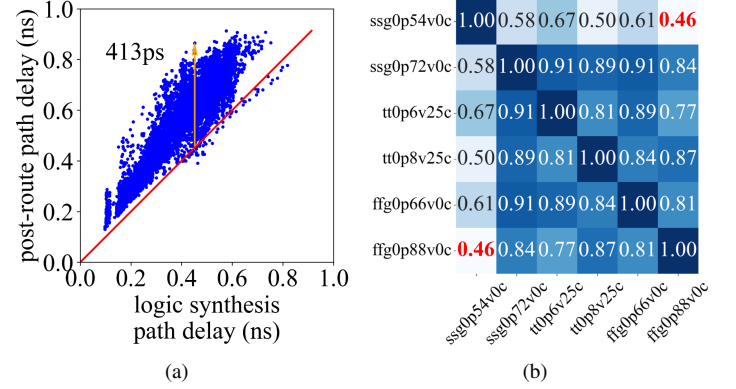 post-route path delay (ns)
1.0
0.8
0.6
0.4
0.2
0.0
413ps
0.0 0.2 0.4 0.6 0.8 1.0
logic synthesis
path delay (ns)
(a)
ssg0p54v0c 1.00 0.58 0.67 0.50 0.61 0.46
ssg0p72v0c 0.58 1.00 0.91 0.89 0.91 0.84
tt0p6v25c 0.67 0.91 1.00 0.81 0.89 0.77
tt0p8v25c 0.50 0.89 0.81 1.00 0.84 0.87
ffg0p66v0c 0.61 0.91 0.89 0.84 1.00 0.81
ffg0p88v0c 0.46 0.84 0.77 0.87 0.81 1.00
ssg0p54v0c ssg0p72v0c tt0p6v25c tt0p8v25c ffg0p66v0c ffg0p88v0c
(b)